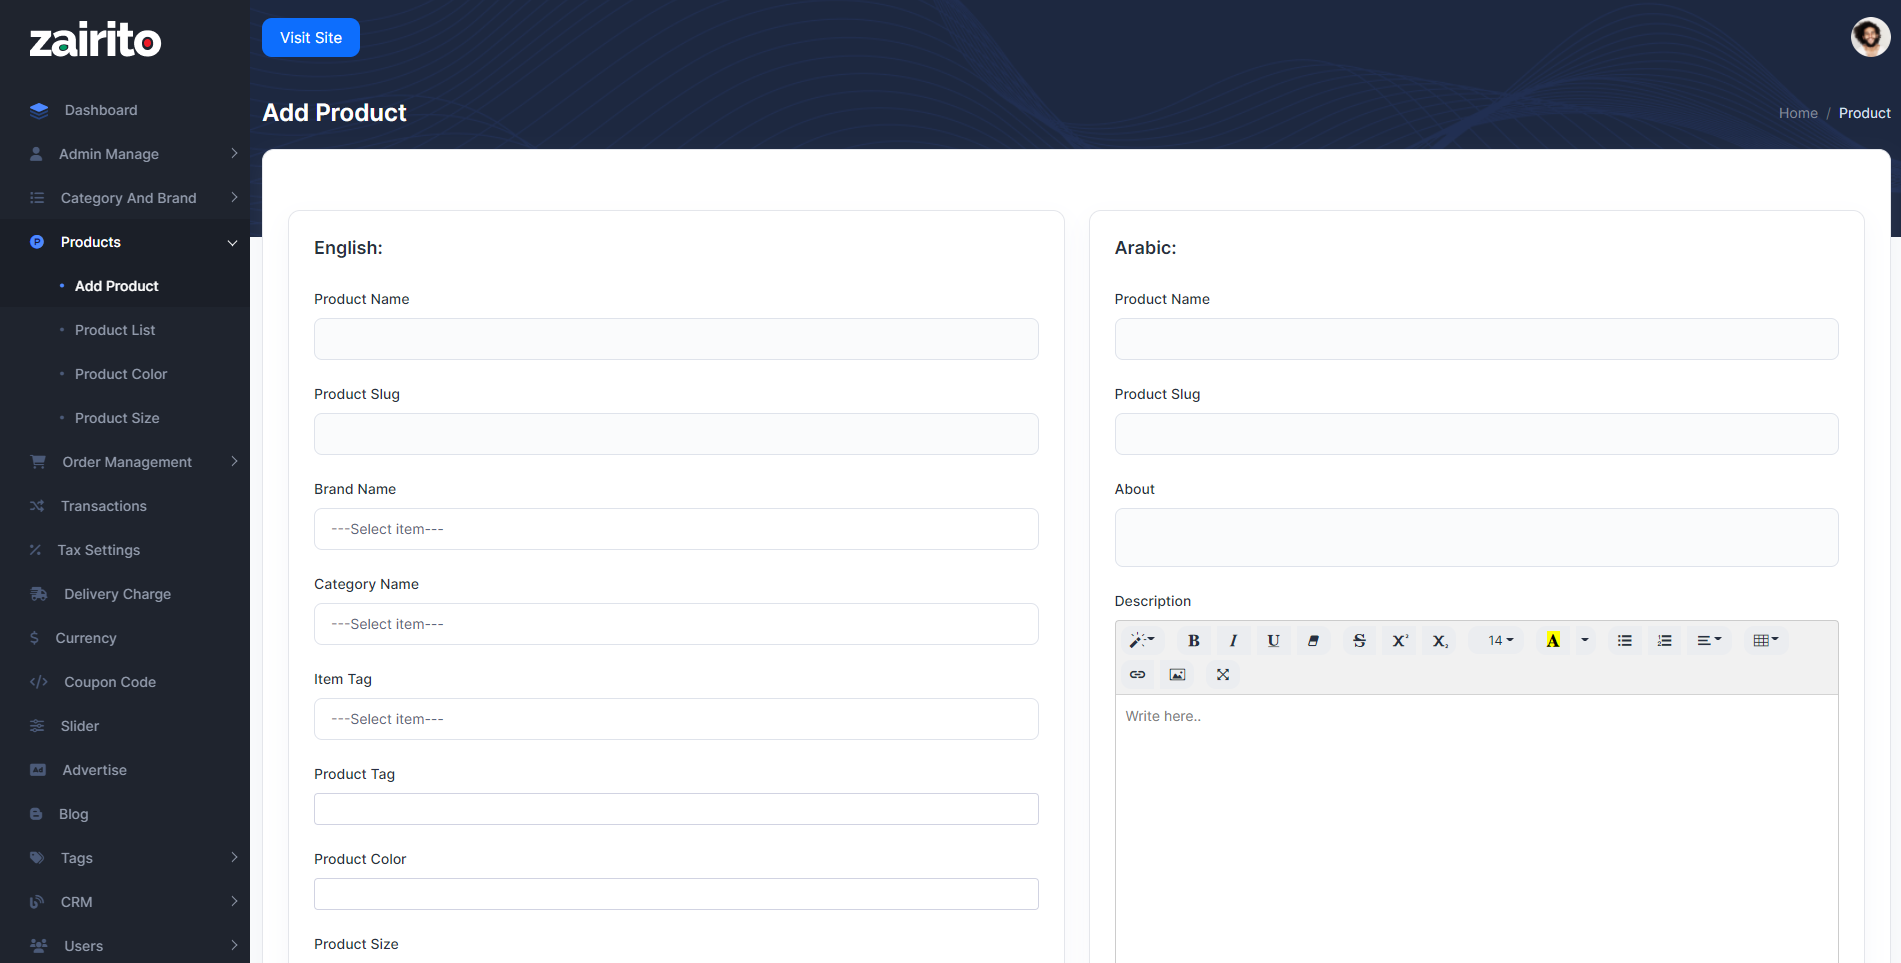 zairito
Visit Site
Dashboard
Admin Manage
Category And Brand
Products
Add Product
Product List
Product Color
Product Size
Order Management
Transactions
Tax Settings
Delivery Charge
Currency
Coupon Code
Slider
Advertise
Blog
Tags
CRM
Users
Add Product
Home / Product
English:
Product Name
Product Slug
Brand Name
---Select item---
Category Name
---Select item---
Item Tag
---Select item---
Product Tag
Product Color
Product Size
Arabic:
Product Name
Product Slug
About
Description
B I U S X² X₂ 14 A
Write here..